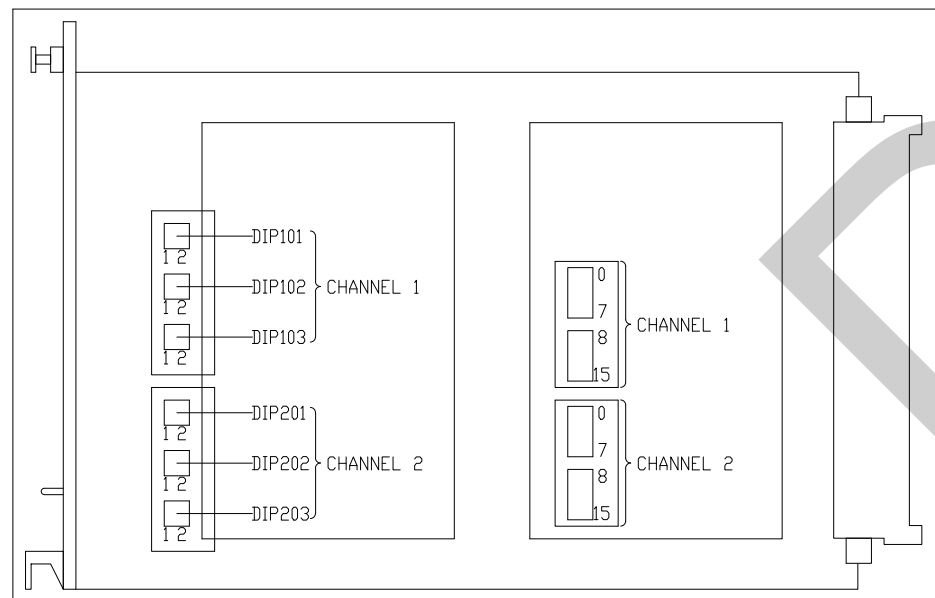 DIP101
1 2
DIP102
CHANNEL 1
1 2
DIP103
1 2
DIP201
1 2
DIP202
CHANNEL 2
1 2
DIP203
1 2
0
7
CHANNEL 1
8
15
0
7
CHANNEL 2
8
15